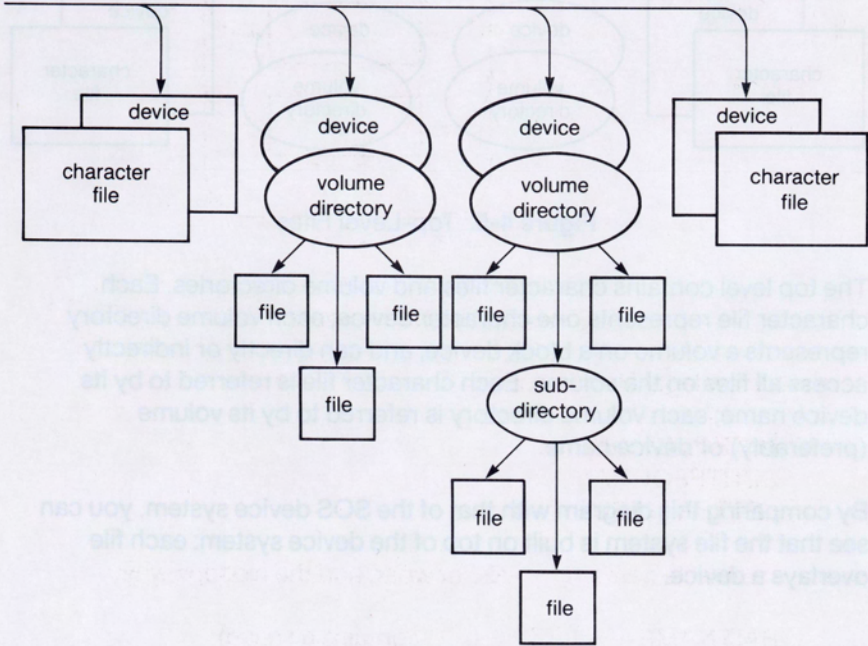 device
character
file
device
volume
directory
device
volume
directory
device
character
file
file
file
file
file
file
file
sub-
directory
file
file
file
Top-Level Files
The top level contains character files and volume directories. Each
character file represents one character device; each volume directory
represents a volume on a block device, and can directly or indirectly
access all files on the volume. Each character file is referred to by its
device name; each volume directory is referred to by its volume
(preferably) or device name.
By comparing this diagram with that of the SOS device system, you can
see that the file system is built on top of the device system; each file
overlays a device.